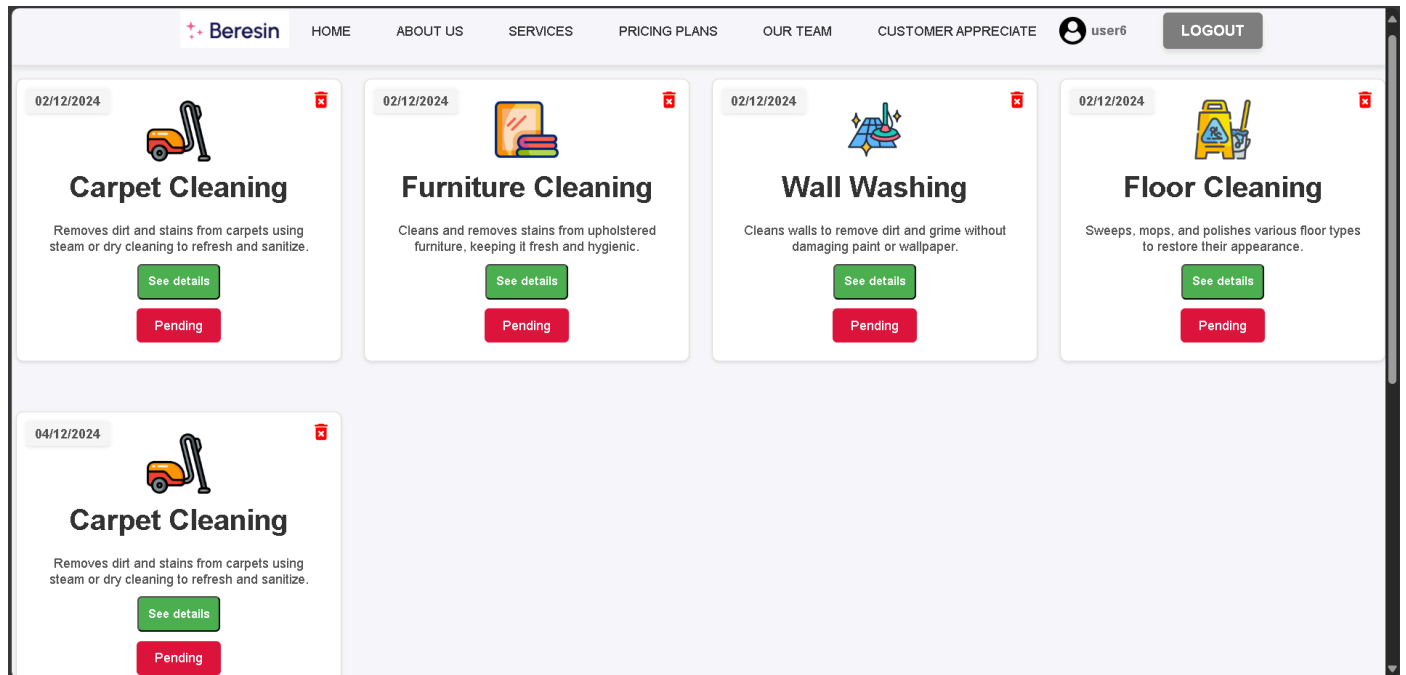 Beresin
HOME
ABOUT US
SERVICES
PRICING PLANS
OUR TEAM
CUSTOMER APPRECIATE
user6
LOGOUT
02/12/2024
Carpet Cleaning
Removes dirt and stains from carpets using
steam or dry cleaning to refresh and sanitize.
See details
Pending
02/12/2024
Furniture Cleaning
Cleans and removes stains from upholstered
furniture, keeping it fresh and hygienic.
See details
Pending
02/12/2024
Wall Washing
Cleans walls to remove dirt and grime without
damaging paint or wallpaper.
See details
Pending
02/12/2024
Floor Cleaning
Sweeps, mops, and polishes various floor types
to restore their appearance.
See details
Pending
04/12/2024
Carpet Cleaning
Removes dirt and stains from carpets using
steam or dry cleaning to refresh and sanitize.
See details
Pending